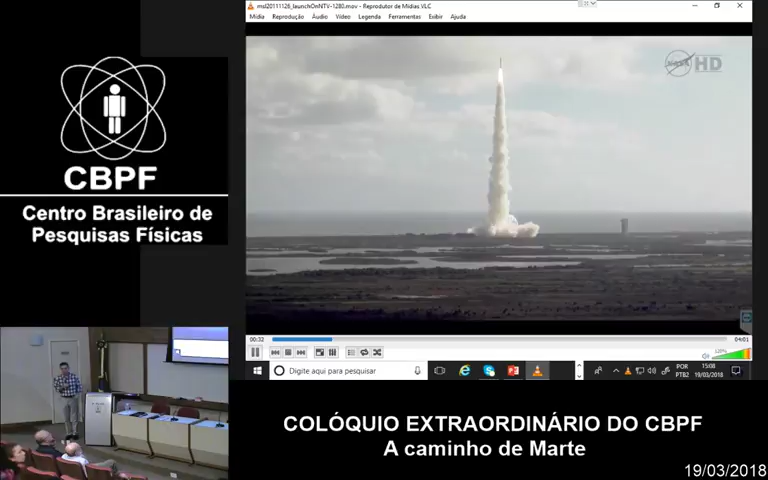 CBPF
Centro Brasileiro de
Pesquisas Físicas
msl20111126_launchOnNTV-1280.mov - Reprodutor de Mídias VLC
Mídia Reprodução Áudio Vídeo Legenda Ferramentas Exibir Ajuda
NASA HD
00:32
04:01
120%
Digite aqui para pesquisar
POR
PTB2
15:08
19/03/2018
COLÓQUIO EXTRAORDINÁRIO DO CBPF
A caminho de Marte
19/03/2018